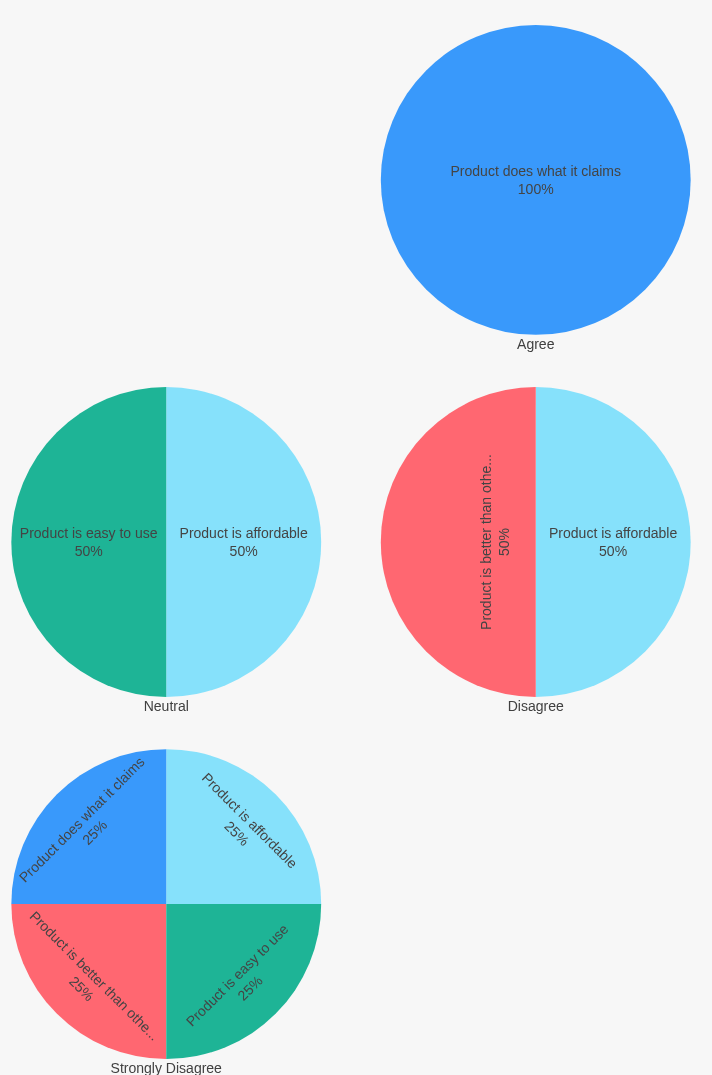 Product does what it claims
100%
Agree
Product is easy to use
50%
Product is affordable
50%
Neutral
Product is better than othe...
50%
Product is affordable
50%
Disagree
Product does what it claims
25%
Product is affordable
25%
Product is better than othe...
25%
Product is easy to use
25%
Strongly Disagree